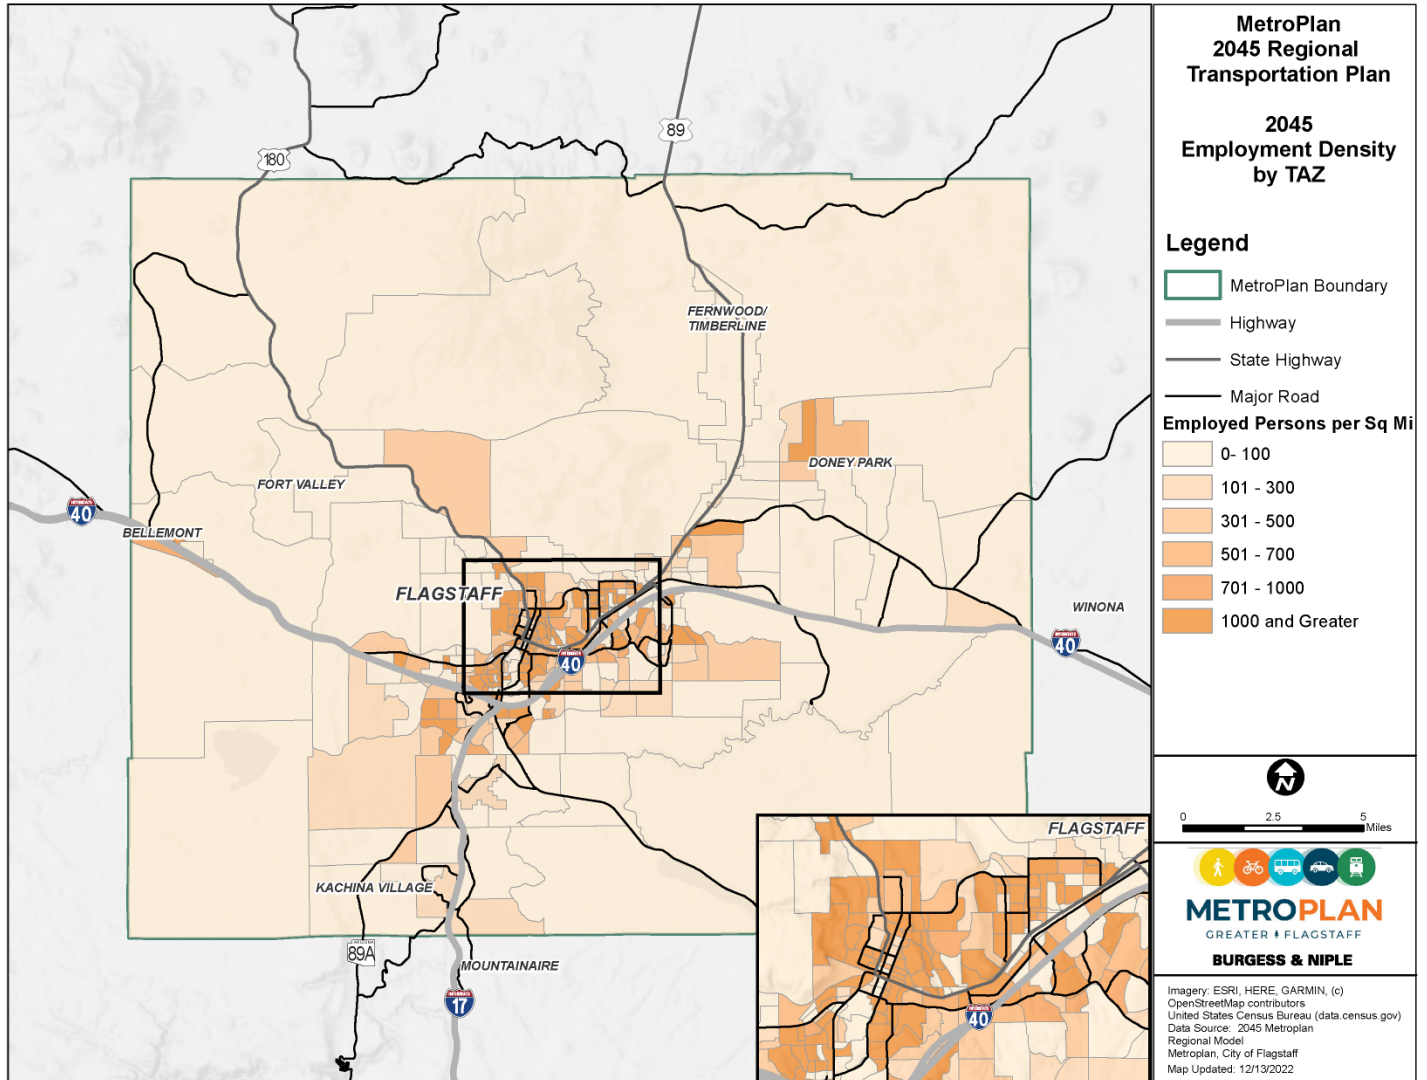 MetroPlan
2045 Regional
Transportation Plan
2045
Employment Density
by TAZ
Legend
MetroPlan Boundary
Highway
State Highway
Major Road
Employed Persons per Sq Mi
0- 100
101 - 300
301 - 500
501 - 700
701 - 1000
1000 and Greater
N
0 2.5 5
Miles
METROPLAN
GREATER FLAGSTAFF
BURGESS & NIPLE
Imagery: ESRI, HERE, GARMIN, (c)
OpenStreetMap contributors
United States Census Bureau (data.census.gov)
Data Source: 2045 Metroplan
Regional Model
Metroplan, City of Flagstaff
Map Updated: 12/13/2022
89
180
FERNWOOD/
TIMBERLINE
DONEY PARK
FORT VALLEY
INTERSTATE
40
BELLEMONT
FLAGSTAFF
WINONA
INTERSTATE
40
INTERSTATE
40
KACHINA VILLAGE
89A
MOUNTAINAIRE
INTERSTATE
17
FLAGSTAFF
INTERSTATE
40